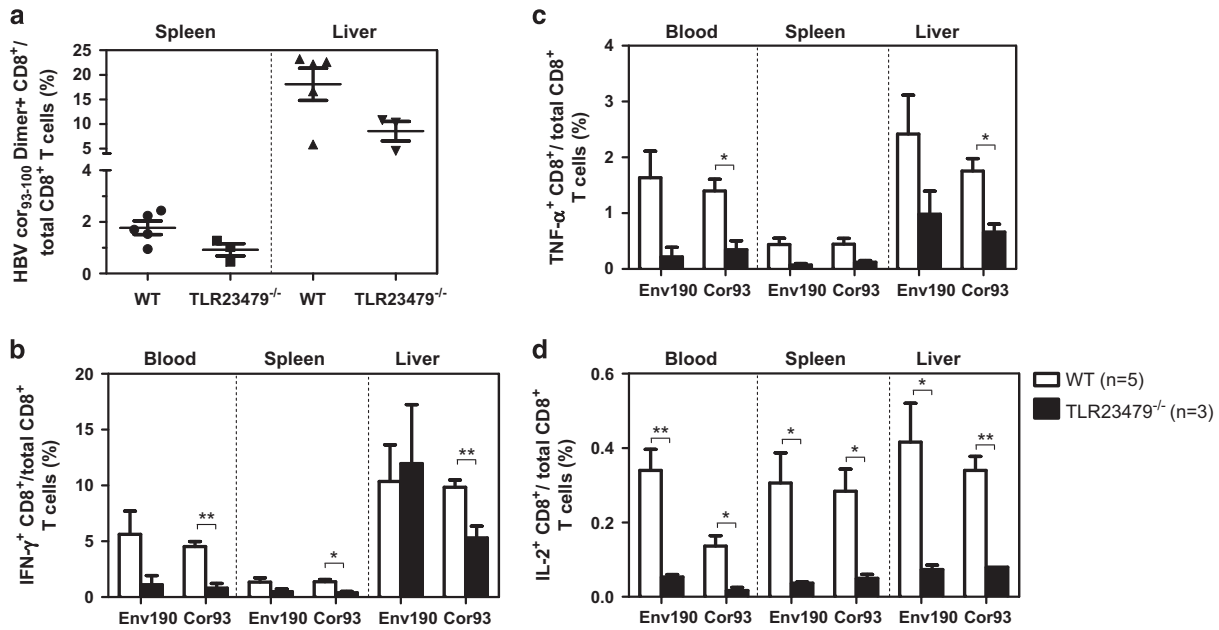 a
Spleen Liver
HBV cor93-100 Dimer+ CD8+/
total CD8+ T cells (%)
25
20
15
10
5
4
2
0
WT TLR23479-/- WT TLR23479-/-
b
Blood Spleen Liver
IFN-γ+ CD8+/total CD8+
T cells (%)
20
15
10
5
0
Env190 Cor93 Env190 Cor93 Env190 Cor93
** * **
c
Blood Spleen Liver
TNF-α+ CD8+/ total CD8+
T cells (%)
4
3
2
1
0
Env190 Cor93 Env190 Cor93 Env190 Cor93
* *
d
Blood Spleen Liver
IL-2+ CD8+/ total CD8+
T cells (%)
0.6
0.4
0.2
0.0
Env190 Cor93 Env190 Cor93 Env190 Cor93
** * * * * **
WT (n=5)
TLR23479-/- (n=3)